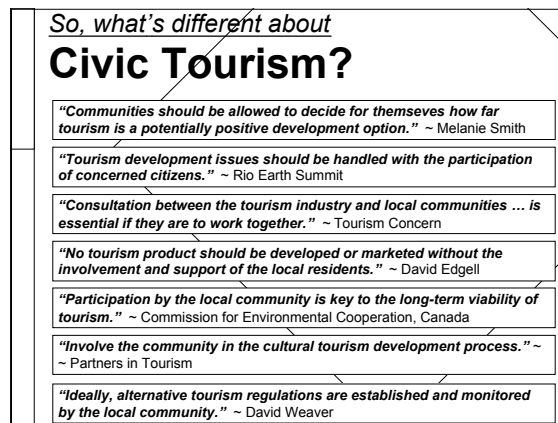 So, what’s different about
Civic Tourism?
“Communities should be allowed to decide for themseves how far
tourism is a potentially positive development option.” ~ Melanie Smith
“Tourism development issues should be handled with the participation
of concerned citizens.” ~ Rio Earth Summit
“Consultation between the tourism industry and local communities … is
essential if they are to work together.” ~ Tourism Concern
“No tourism product should be developed or marketed without the
involvement and support of the local residents.” ~ David Edgell
“Participation by the local community is key to the long-term viability of
tourism.” ~ Commission for Environmental Cooperation, Canada
“Involve the community in the cultural tourism development process.” ~
~ Partners in Tourism
“Ideally, alternative tourism regulations are established and monitored
by the local community.” ~ David Weaver